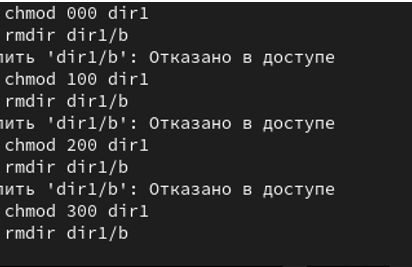 chmod 000 dir1
rmdir dir1/b
лить 'dir1/b': Отказано в доступе
chmod 100 dir1
rmdir dir1/b
лить 'dir1/b': Отказано в доступе
chmod 200 dir1
rmdir dir1/b
лить 'dir1/b': Отказано в доступе
chmod 300 dir1
rmdir dir1/b